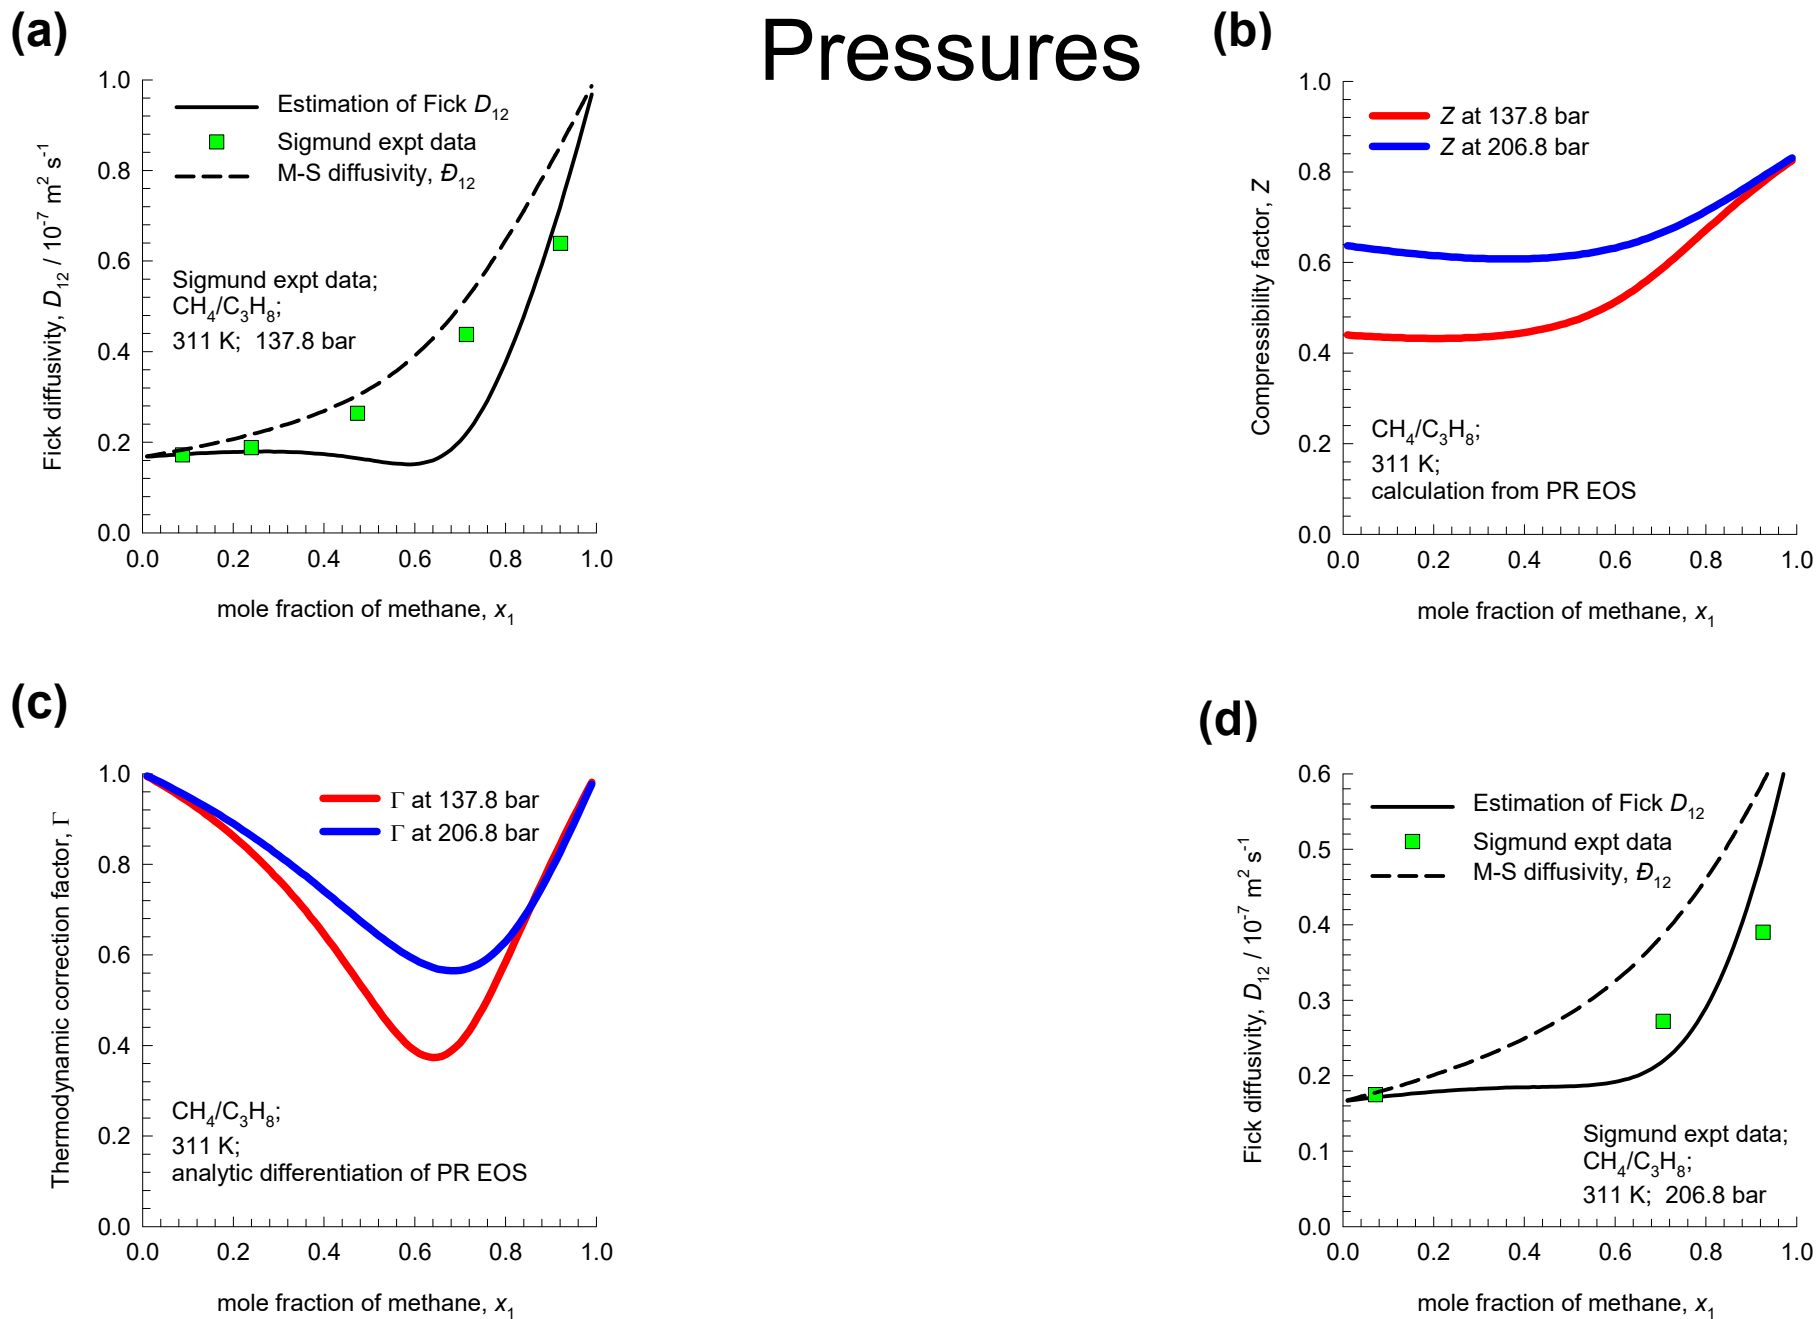 (a)
Pressures
(b)
1.0
0.8
0.6
0.4
0.2
0.0
0.0 0.2 0.4 0.6 0.8 1.0
Fick diffusivity, D12 / 10-7 m2 s-1
mole fraction of methane, x1
Estimation of Fick D12
Sigmund expt data
M-S diffusivity, Đ12
Sigmund expt data;
CH4/C3H8;
311 K; 137.8 bar
1.0
0.8
0.6
0.4
0.2
0.0
0.0 0.2 0.4 0.6 0.8 1.0
Compressibility factor, Z
mole fraction of methane, x1
Z at 137.8 bar
Z at 206.8 bar
CH4/C3H8;
311 K;
calculation from PR EOS
(c)
1.0
0.8
0.6
0.4
0.2
0.0
0.0 0.2 0.4 0.6 0.8 1.0
Thermodynamic correction factor, Γ
mole fraction of methane, x1
Γ at 137.8 bar
Γ at 206.8 bar
CH4/C3H8;
311 K;
analytic differentiation of PR EOS
(d)
0.6
0.5
0.4
0.3
0.2
0.1
0.0
0.0 0.2 0.4 0.6 0.8 1.0
Fick diffusivity, D12 / 10-7 m2 s-1
mole fraction of methane, x1
Estimation of Fick D12
Sigmund expt data
M-S diffusivity, Đ12
Sigmund expt data;
CH4/C3H8;
311 K; 206.8 bar